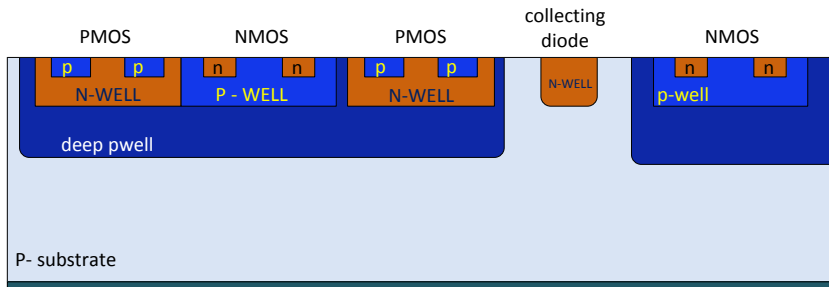 PMOS
NMOS
PMOS
collecting
diode
NMOS
p
p
n
n
p
p
n
n
N-WELL
P - WELL
N-WELL
N-WELL
p-well
deep pwell
P- substrate